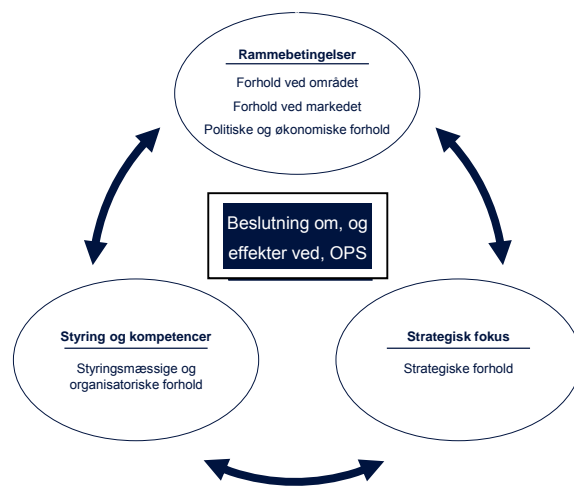 Rammebetingelser
Forhold ved området
Forhold ved markedet
Politiske og økonomiske forhold
Beslutning om, og
effekter ved, OPS
Styring og kompetencer
Styringsmæssige og
organisatoriske forhold
Strategisk fokus
Strategiske forhold